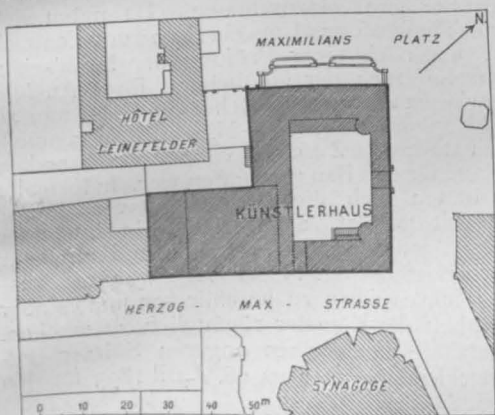 MAXIMILIANS PLATZ
N.
HÔTEL
LEINEFELDER
KÜNSTLERHAUS
HERZOG - MAX - STRASSE
SYNAGOGE
0 10 20 30 40 50m